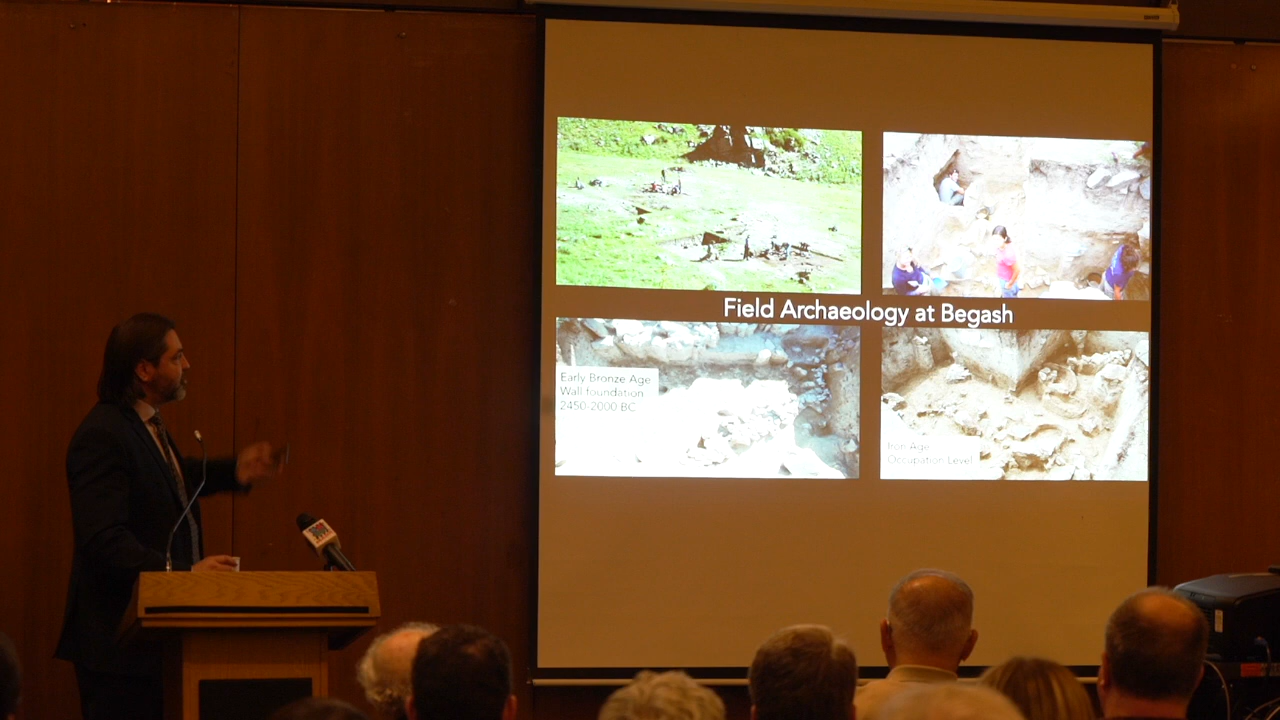 Field Archaeology at Begash
Early Bronze Age
Wall foundation
2450-2000 BC
Iron Age
Occupation Level